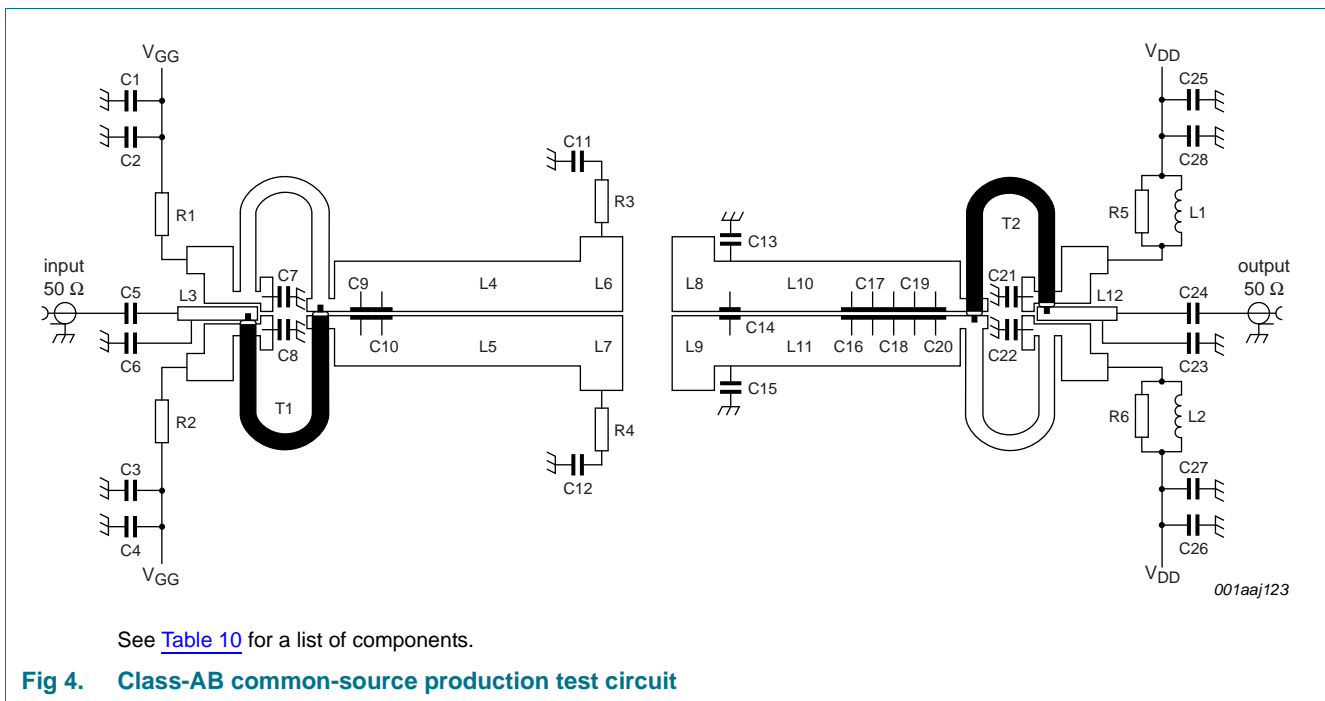 VGG
C1
C2
R1
input
50 Ω
C5
C6
L3
C7
C8
T1
R2
C3
C4
VGG
C9
C10
L4
L5
L6
L7
C11
R3
R4
C12
L8
L9
C13
C14
C15
L10
L11
C17
C19
C16
C18
C20
T2
C21
C22
L12
VDD
C25
C28
R5
L1
output
50 Ω
C24
C23
R6
L2
C27
C26
VDD
001aaj123
See Table 10 for a list of components.
Fig 4. Class-AB common-source production test circuit